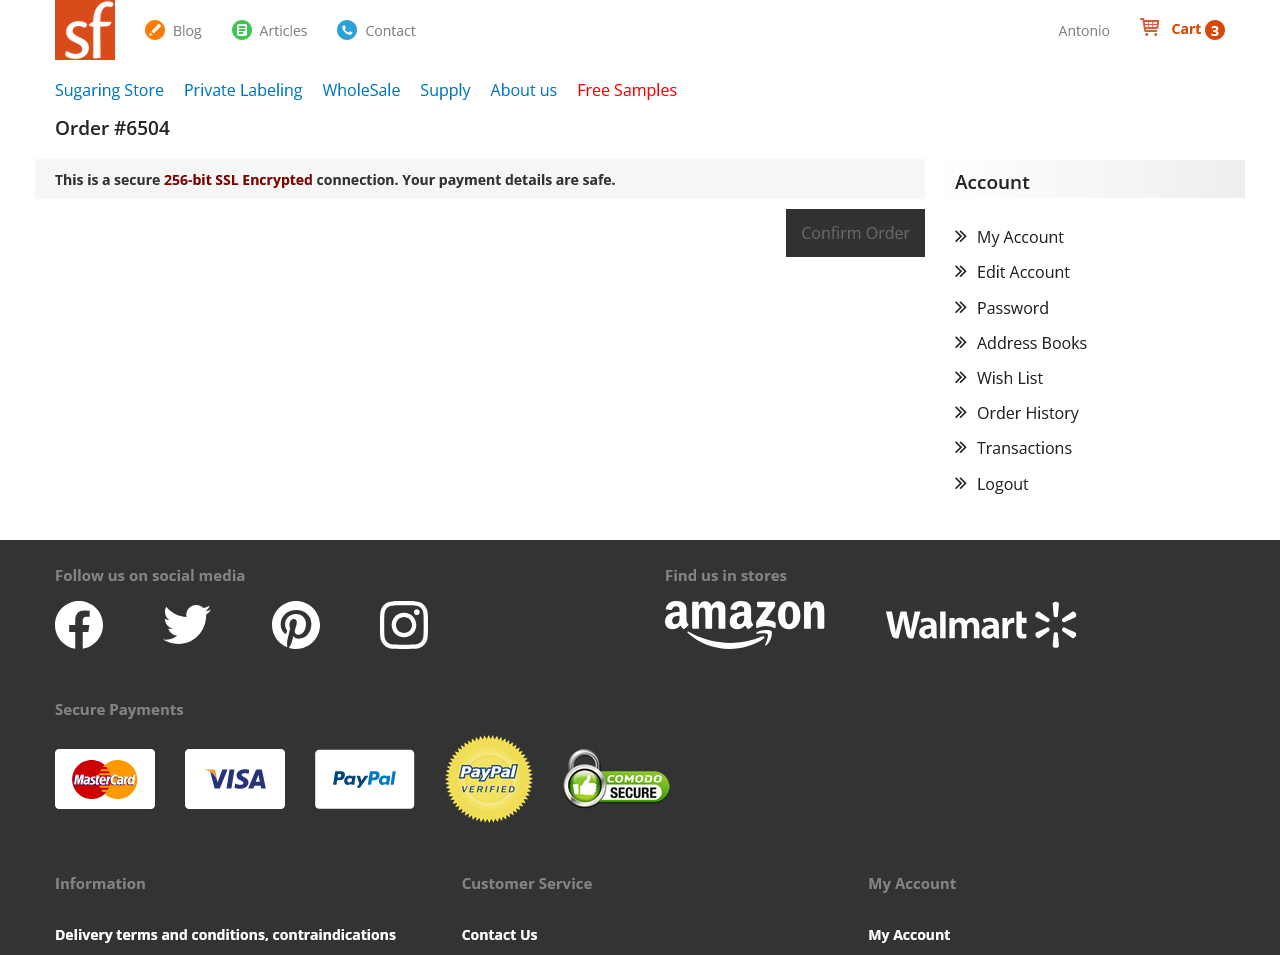 sf Blog Articles Contact Antonio Cart 3
Sugaring Store Private Labeling WholeSale Supply About us Free Samples
Order #6504
This is a secure 256-bit SSL Encrypted connection. Your payment details are safe.
Confirm Order
Account
My Account
Edit Account
Password
Address Books
Wish List
Order History
Transactions
Logout
Follow us on social media
Find us in stores
amazon
Walmart
Secure Payments
MasterCard
VISA
PayPal
PayPal
VERIFIED
COMODO
SECURE
Information
Customer Service
My Account
Delivery terms and conditions, contraindications
Contact Us
My Account